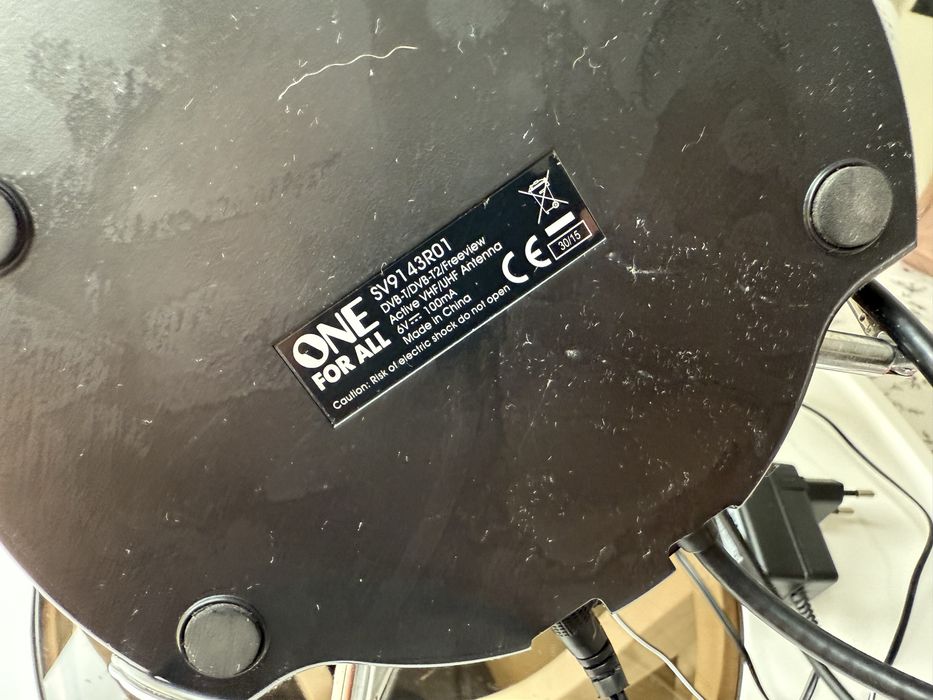 ONE
FOR ALL
SV9143R01
DVB-T/DVB-T2/Freeview
Active VHF/UHF Antenna
6V⎓ 100mA
Made in China
Caution: Risk of electric shock do not open
CE
30/15